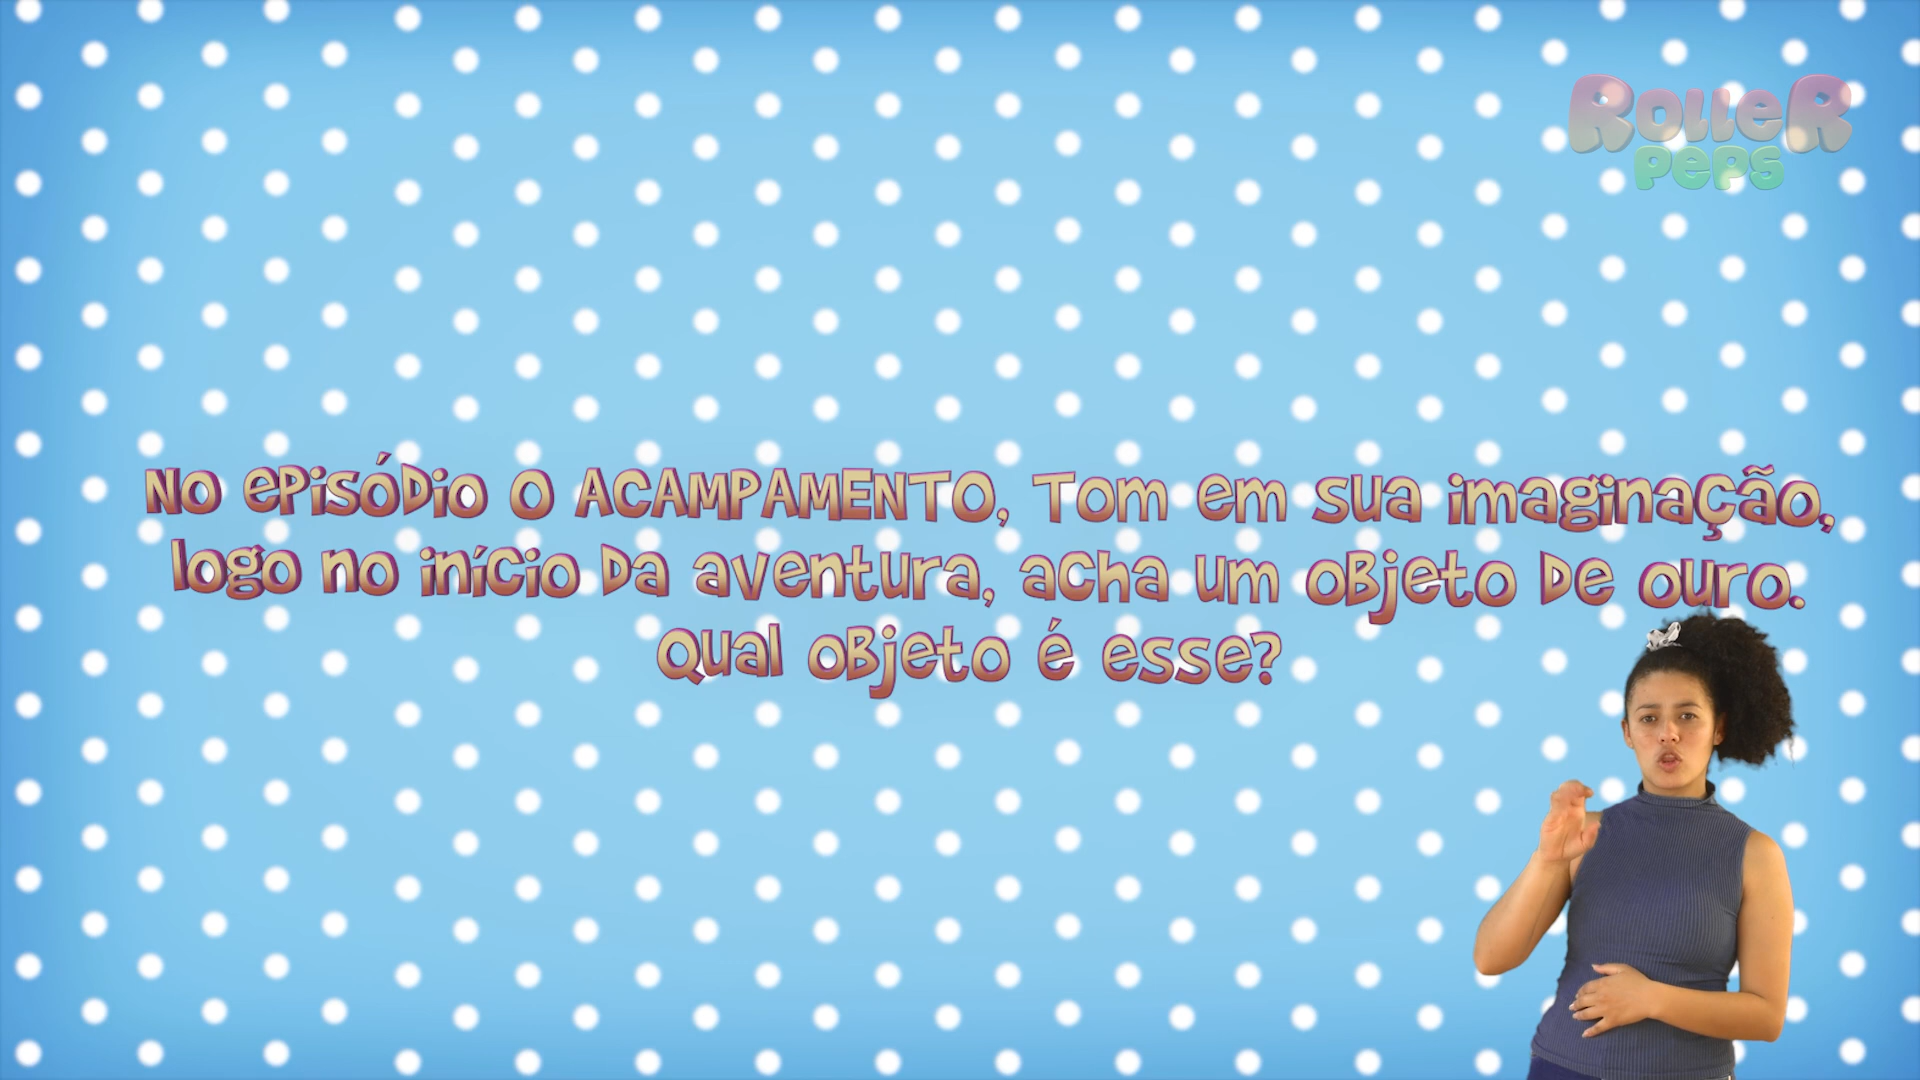 RolleR
Peps
No episódio O ACAMPAMENTO, Tom em sua imaginação,
logo no início da aventura, acha um objeto de ouro.
Qual objeto é esse?